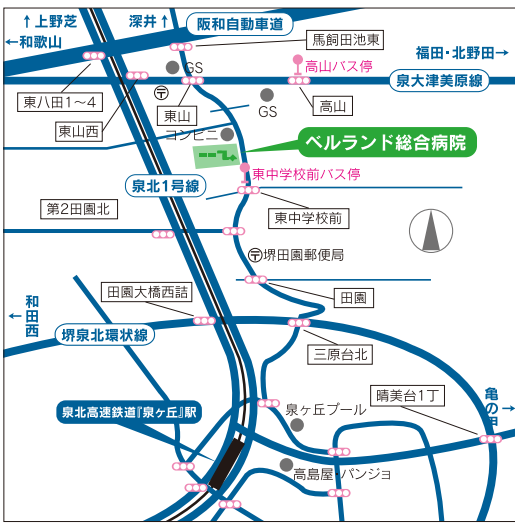 ↑上野芝
深井↑
阪和自動車道
馬飼田池東
←和歌山
福田・北野田→
GS
高山バス停
泉大津美原線
東八田1〜4
〒
東山
GS
高山
東山西
コンビニ
ベルランド総合病院
東中学校前バス停
泉北1号線
第2田園北
東中学校前
〒堺田園郵便局
田園大橋西詰
田園
←和田西
堺泉北環状線
三原台北
晴美台1丁
亀の甲→
泉北高速鉄道『泉ヶ丘』駅
泉ヶ丘プール
高島屋・パンジョ